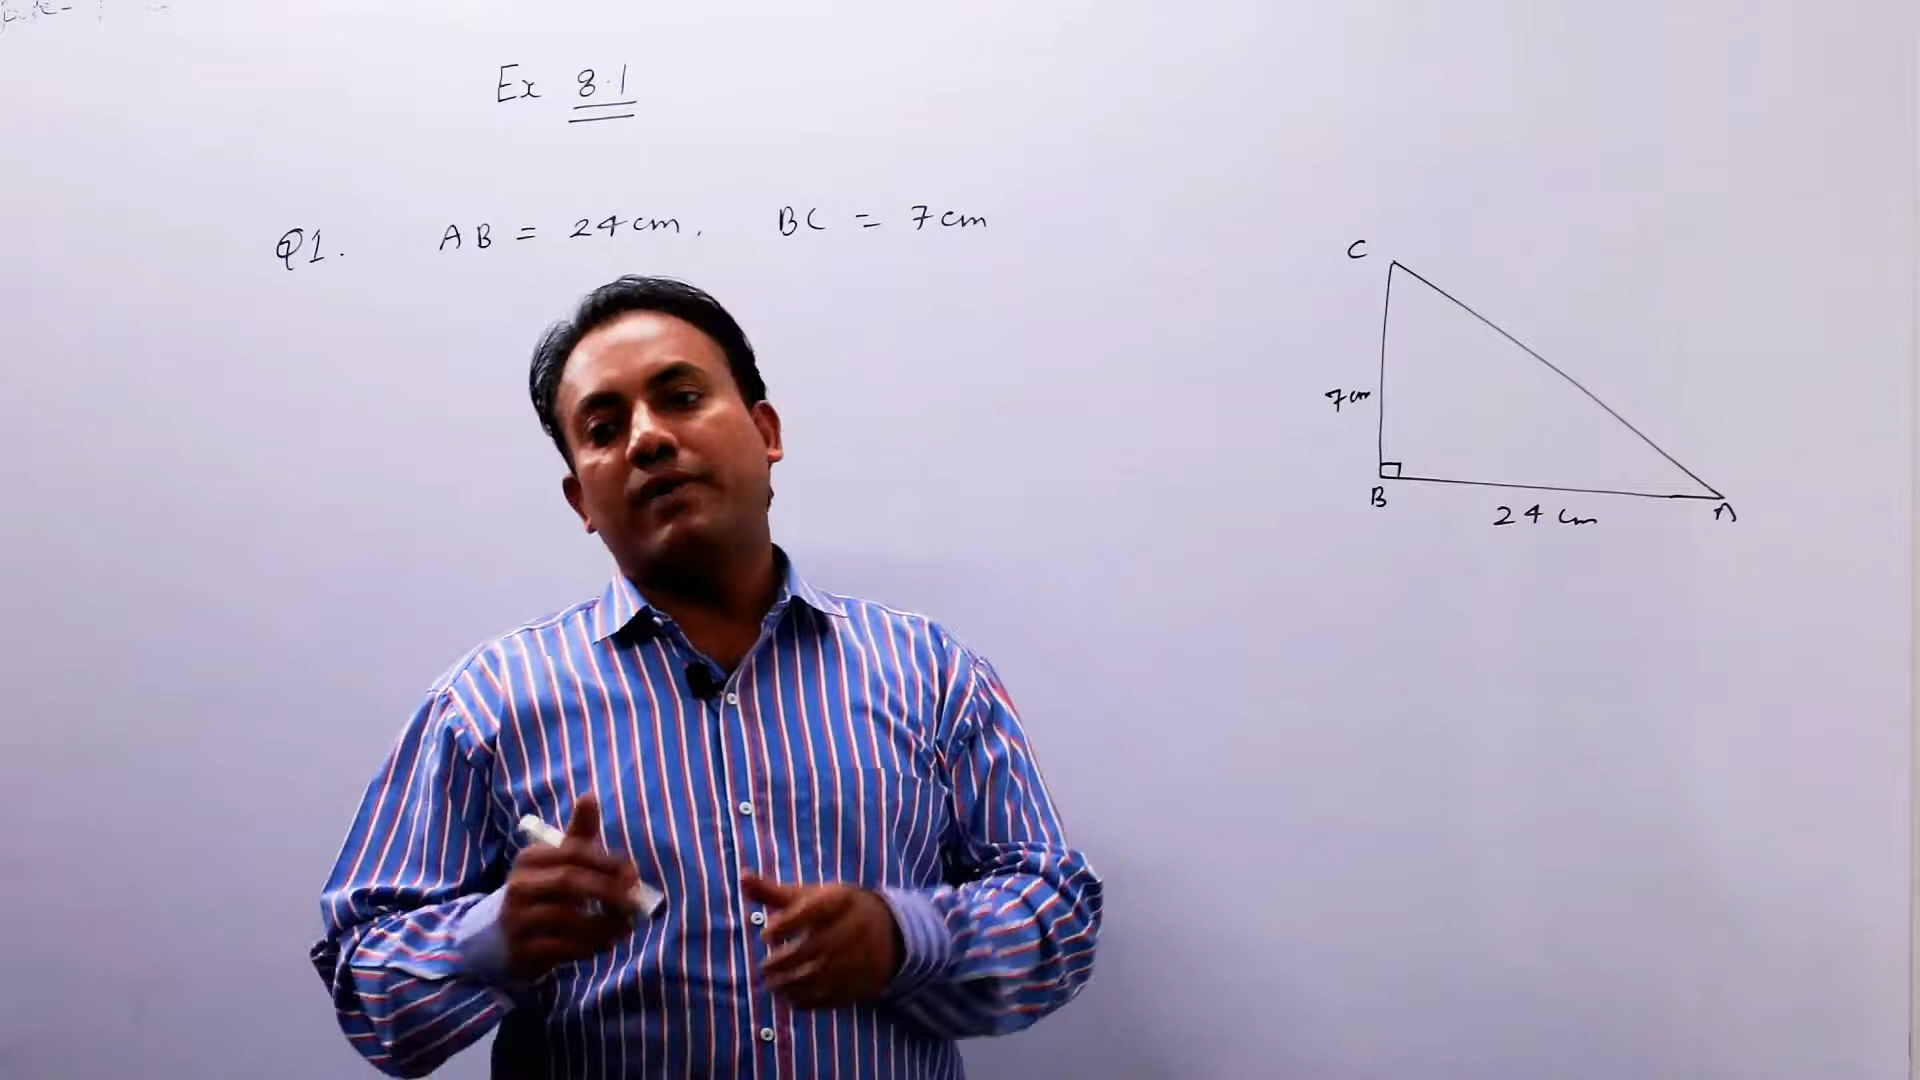 Ex 8.1
Q1. AB = 24cm, BC = 7cm
C
7cm
B
24 cm
A